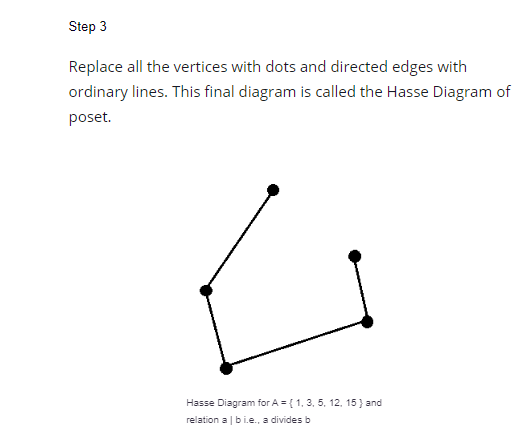 Step 3
Replace all the vertices with dots and directed edges with
ordinary lines. This final diagram is called the Hasse Diagram of
poset.
Hasse Diagram for A = { 1, 3, 5, 12, 15 } and
relation a | b i.e., a divides b